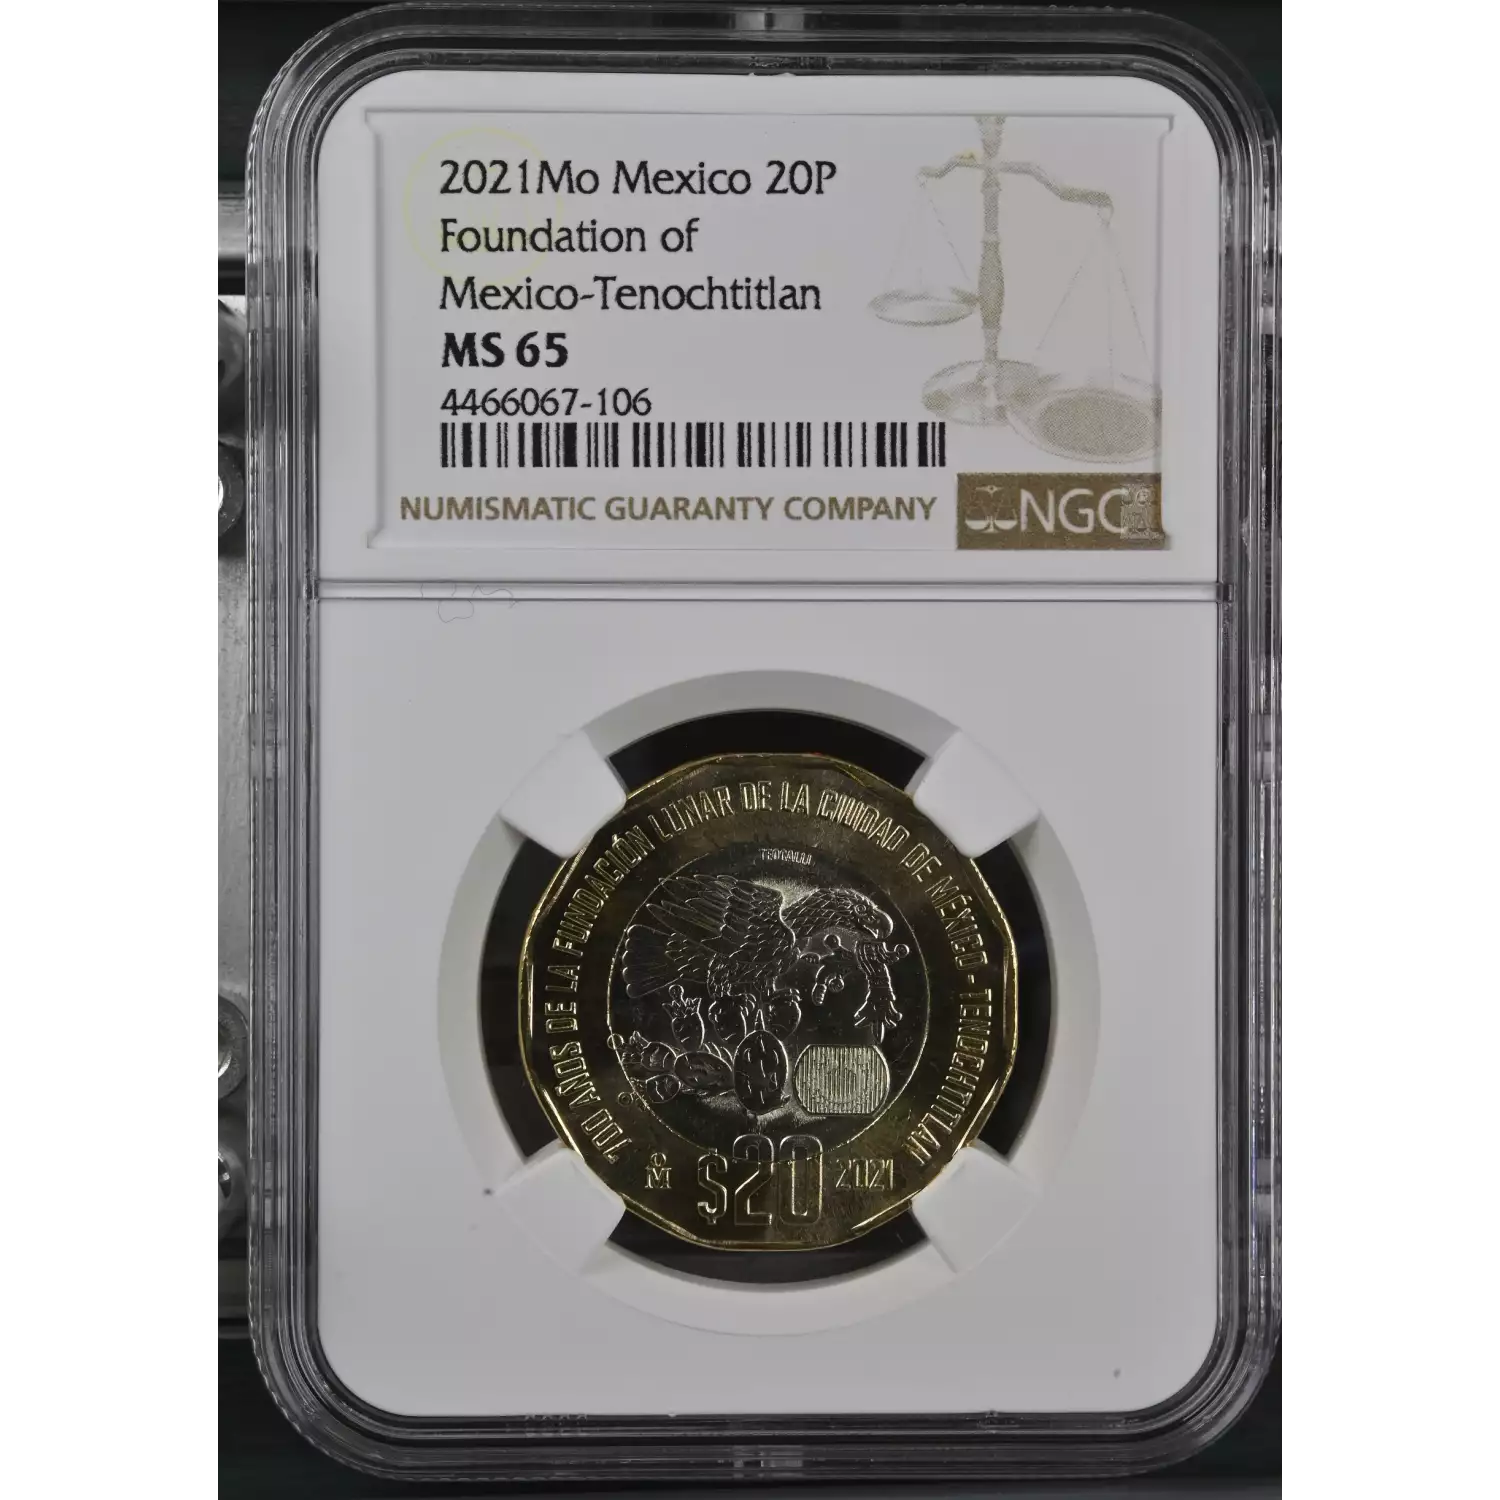 2021Mo Mexico 20P
Foundation of
Mexico-Tenochtitlan
MS 65
4466067-106
NUMISMATIC GUARANTY COMPANY
NGC
700 AÑOS DE LA FUNDACIÓN LUNAR DE LA CIUDAD DE MÉXICO - TENOCHTITLAN
TEOCALLI
M $20 2021